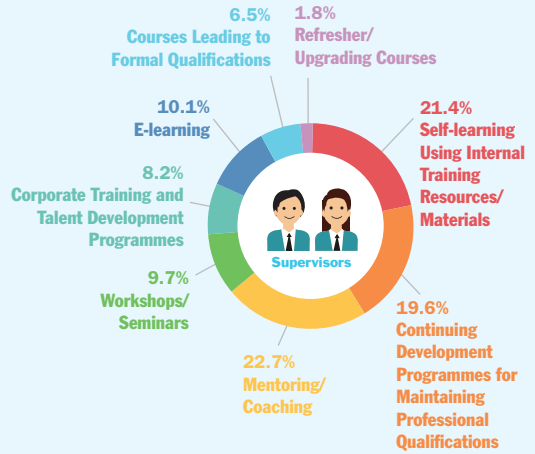 6.5%
Courses Leading to
Formal Qualifications
1.8%
Refresher/
Upgrading Courses
21.4%
Self-learning
Using Internal
Training
Resources/
Materials
10.1%
E-learning
8.2%
Corporate Training and
Talent Development
Programmes
Supervisors
9.7%
Workshops/
Seminars
19.6%
Continuing
Development
Programmes for
Maintaining
Professional
Qualifications
22.7%
Mentoring/
Coaching